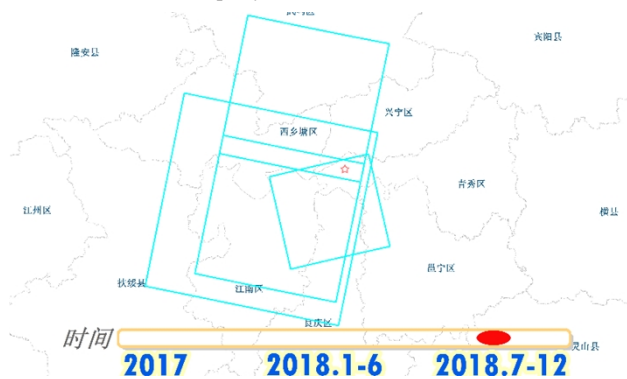 宾阳县
隆安县
兴宁区
西乡塘区
青秀区
江州区
横县
邕宁区
扶绥县
江南区
良庆区
时间
灵山县
2017 2018.1-6 2018.7-12